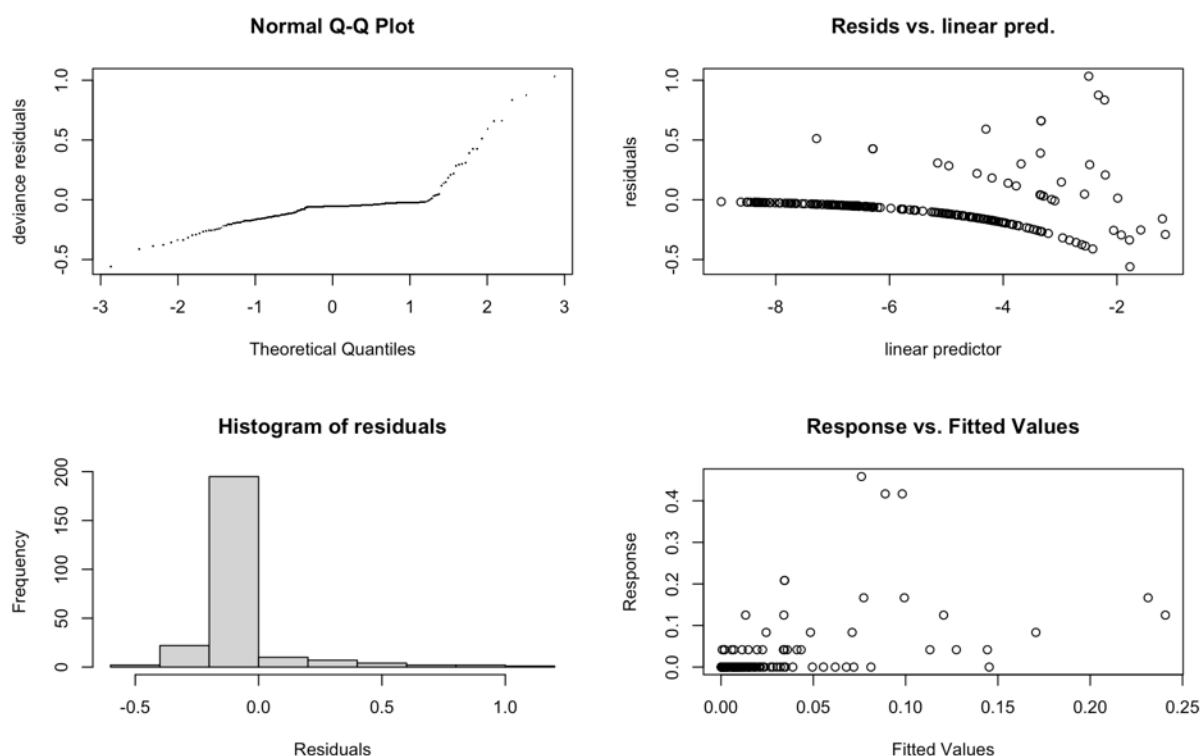 Normal Q-Q Plot
deviance residuals
1.0
0.5
0.0
-0.5
-3 -2 -1 0 1 2 3
Theoretical Quantiles
Resids vs. linear pred.
residuals
1.0
0.5
0.0
-0.5
-8 -6 -4 -2
linear predictor
Histogram of residuals
Frequency
200
150
100
50
0
-0.5 0.0 0.5 1.0
Residuals
Response vs. Fitted Values
Response
0.4
0.3
0.2
0.1
0.0
0.00 0.05 0.10 0.15 0.20 0.25
Fitted Values